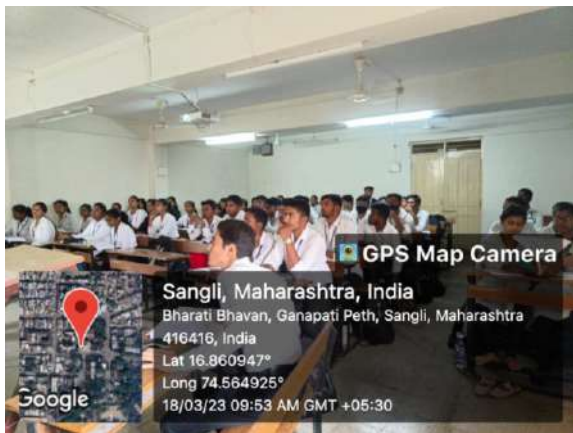 GPS Map Camera
Sangli, Maharashtra, India
Bharati Bhavan, Ganapati Peth, Sangli, Maharashtra
416416, India
Lat 16.860947°
Long 74.564925°
18/03/23 09:53 AM GMT +05:30
Google